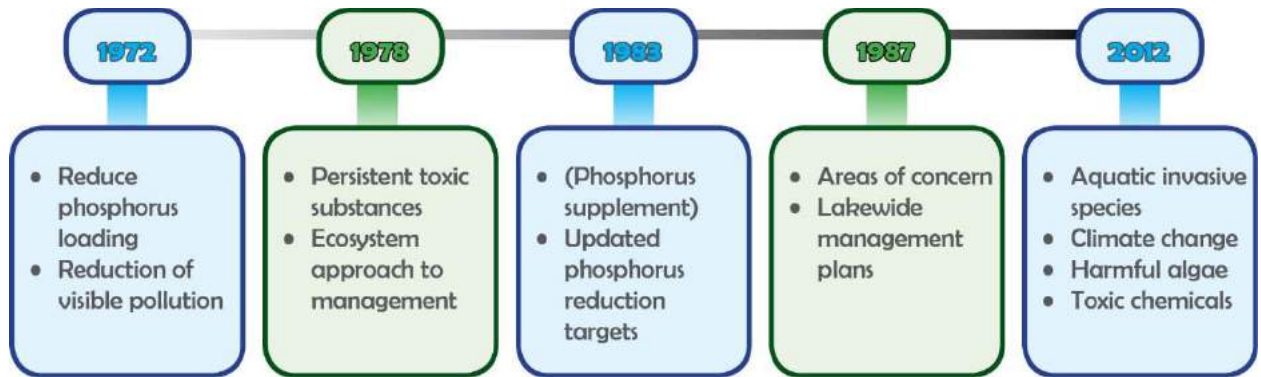 1972
1978
1983
1987
2012
• Reduce
phosphorus
loading
• Reduction of
visible pollution
• Persistent toxic
substances
• Ecosystem
approach to
management
• (Phosphorus
supplement)
• Updated
phosphorus
reduction
targets
• Areas of concern
• Lakewide
management
plans
• Aquatic invasive
species
• Climate change
• Harmful algae
• Toxic chemicals